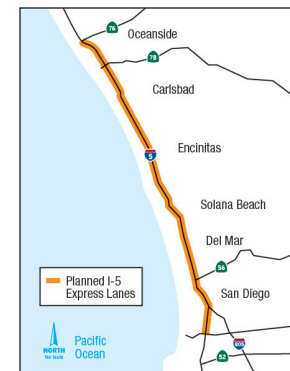 76
Oceanside
78
Carlsbad
Encinitas
5
Solana Beach
Del Mar
56
Planned I-5
Express Lanes
San Diego
NORTH
No Scale
Pacific
Ocean
805
52